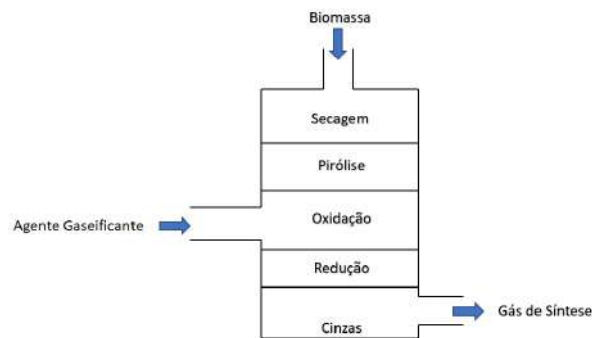 Biomassa
Secagem
Pirólise
Agente Gaseificante
Oxidação
Redução
Gás de Síntese
Cinzas